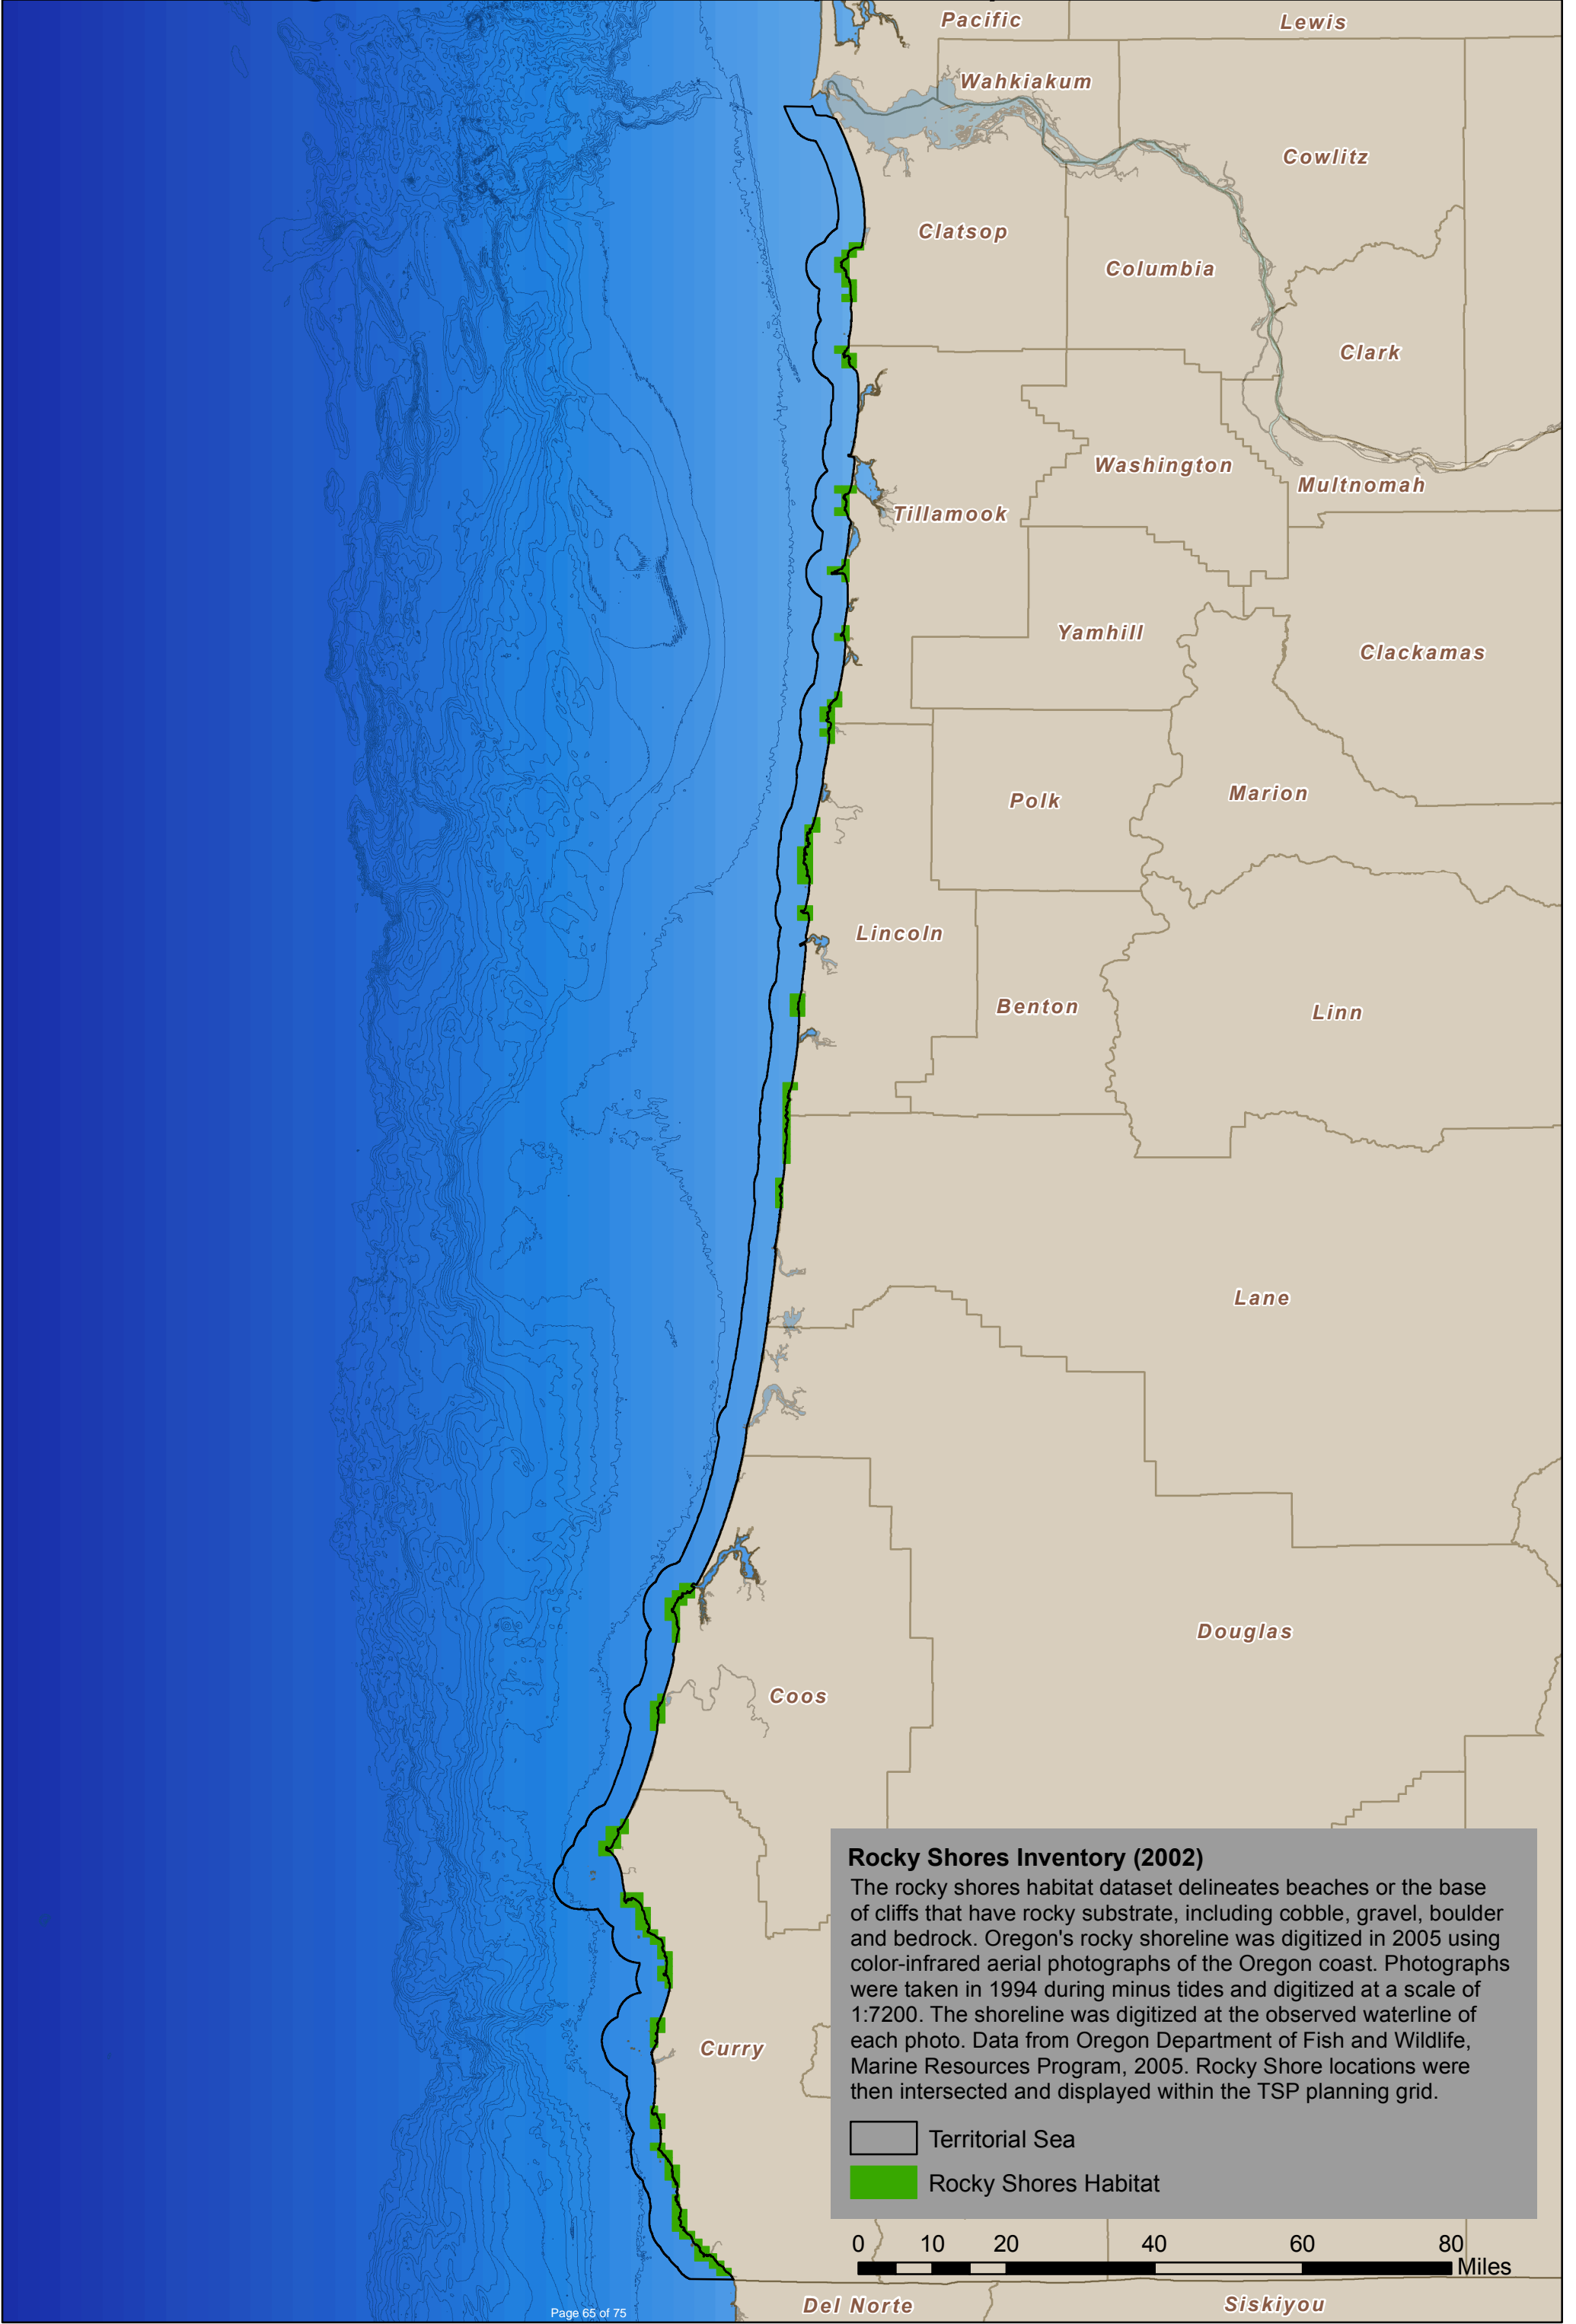 Pacific
Lewis
Wahkiakum
Cowlitz
Clatsop
Columbia
Clark
Washington
Multnomah
Tillamook
Yamhill
Clackamas
Polk
Marion
Lincoln
Benton
Linn
Lane
Douglas
Coos
Curry
Rocky Shores Inventory (2002)
The rocky shores habitat dataset delineates beaches or the base
of cliffs that have rocky substrate, including cobble, gravel, boulder
and bedrock. Oregon's rocky shoreline was digitized in 2005 using
color-infrared aerial photographs of the Oregon coast. Photographs
were taken in 1994 during minus tides and digitized at a scale of
1:7200. The shoreline was digitized at the observed waterline of
each photo. Data from Oregon Department of Fish and Wildlife,
Marine Resources Program, 2005. Rocky Shore locations were
then intersected and displayed within the TSP planning grid.
Territorial Sea
Rocky Shores Habitat
0 10 20 40 60 80
Miles
Del Norte
Siskiyou
Page 65 of 75